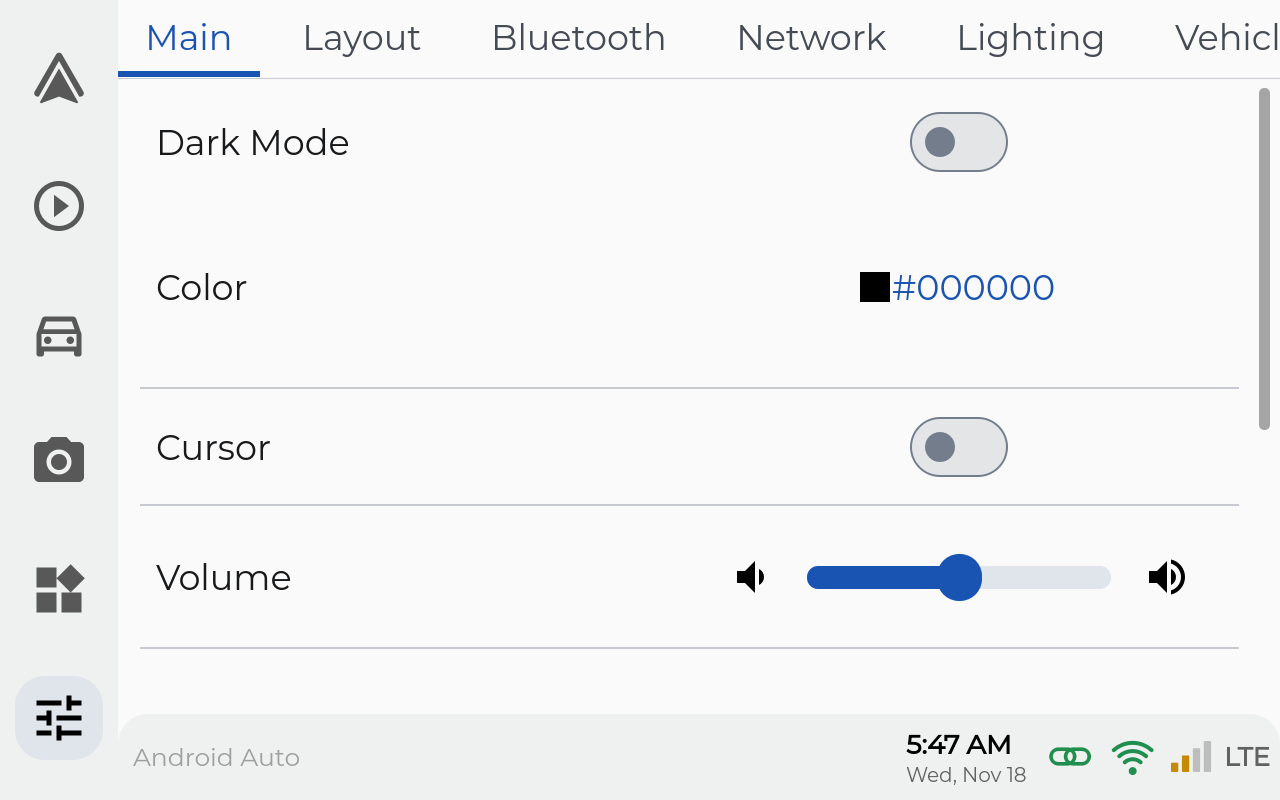 Main Layout Bluetooth Network Lighting Vehicl
Dark Mode
Color #000000
Cursor
Volume
Android Auto
5:47 AM
Wed, Nov 18
LTE